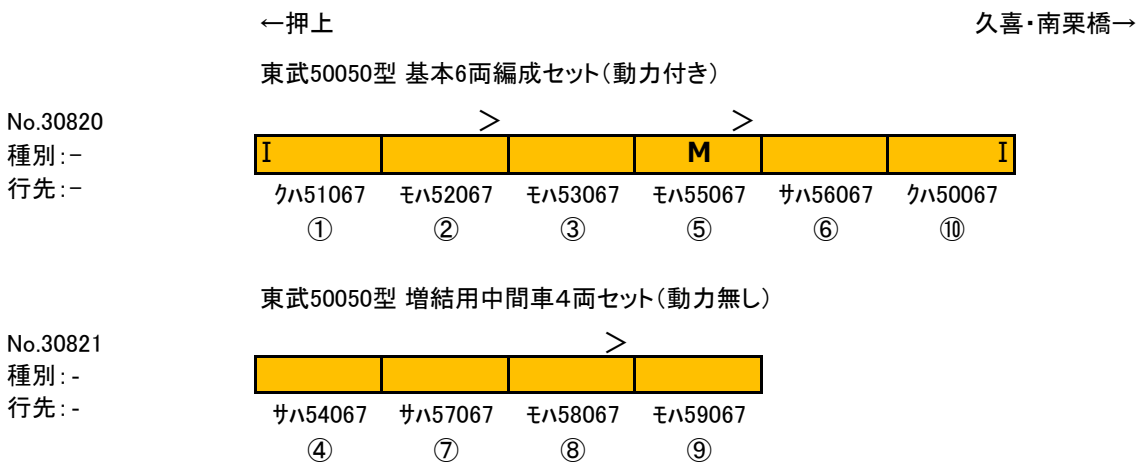 ←押上 久喜・南栗橋→
東武50050型 基本6両編成セット(動力付き)
No.30820
種別:-
行先:-
> >
I M I
ｸﾊ51067 ﾓﾊ52067 ﾓﾊ53067 ﾓﾊ55067 ｻﾊ56067 ｸﾊ50067
① ② ③ ⑤ ⑥ ⑩
東武50050型 増結用中間車４両セット(動力無し)
No.30821
種別:-
行先:-
>
ｻﾊ54067 ｻﾊ57067 ﾓﾊ58067 ﾓﾊ59067
④ ⑦ ⑧ ⑨